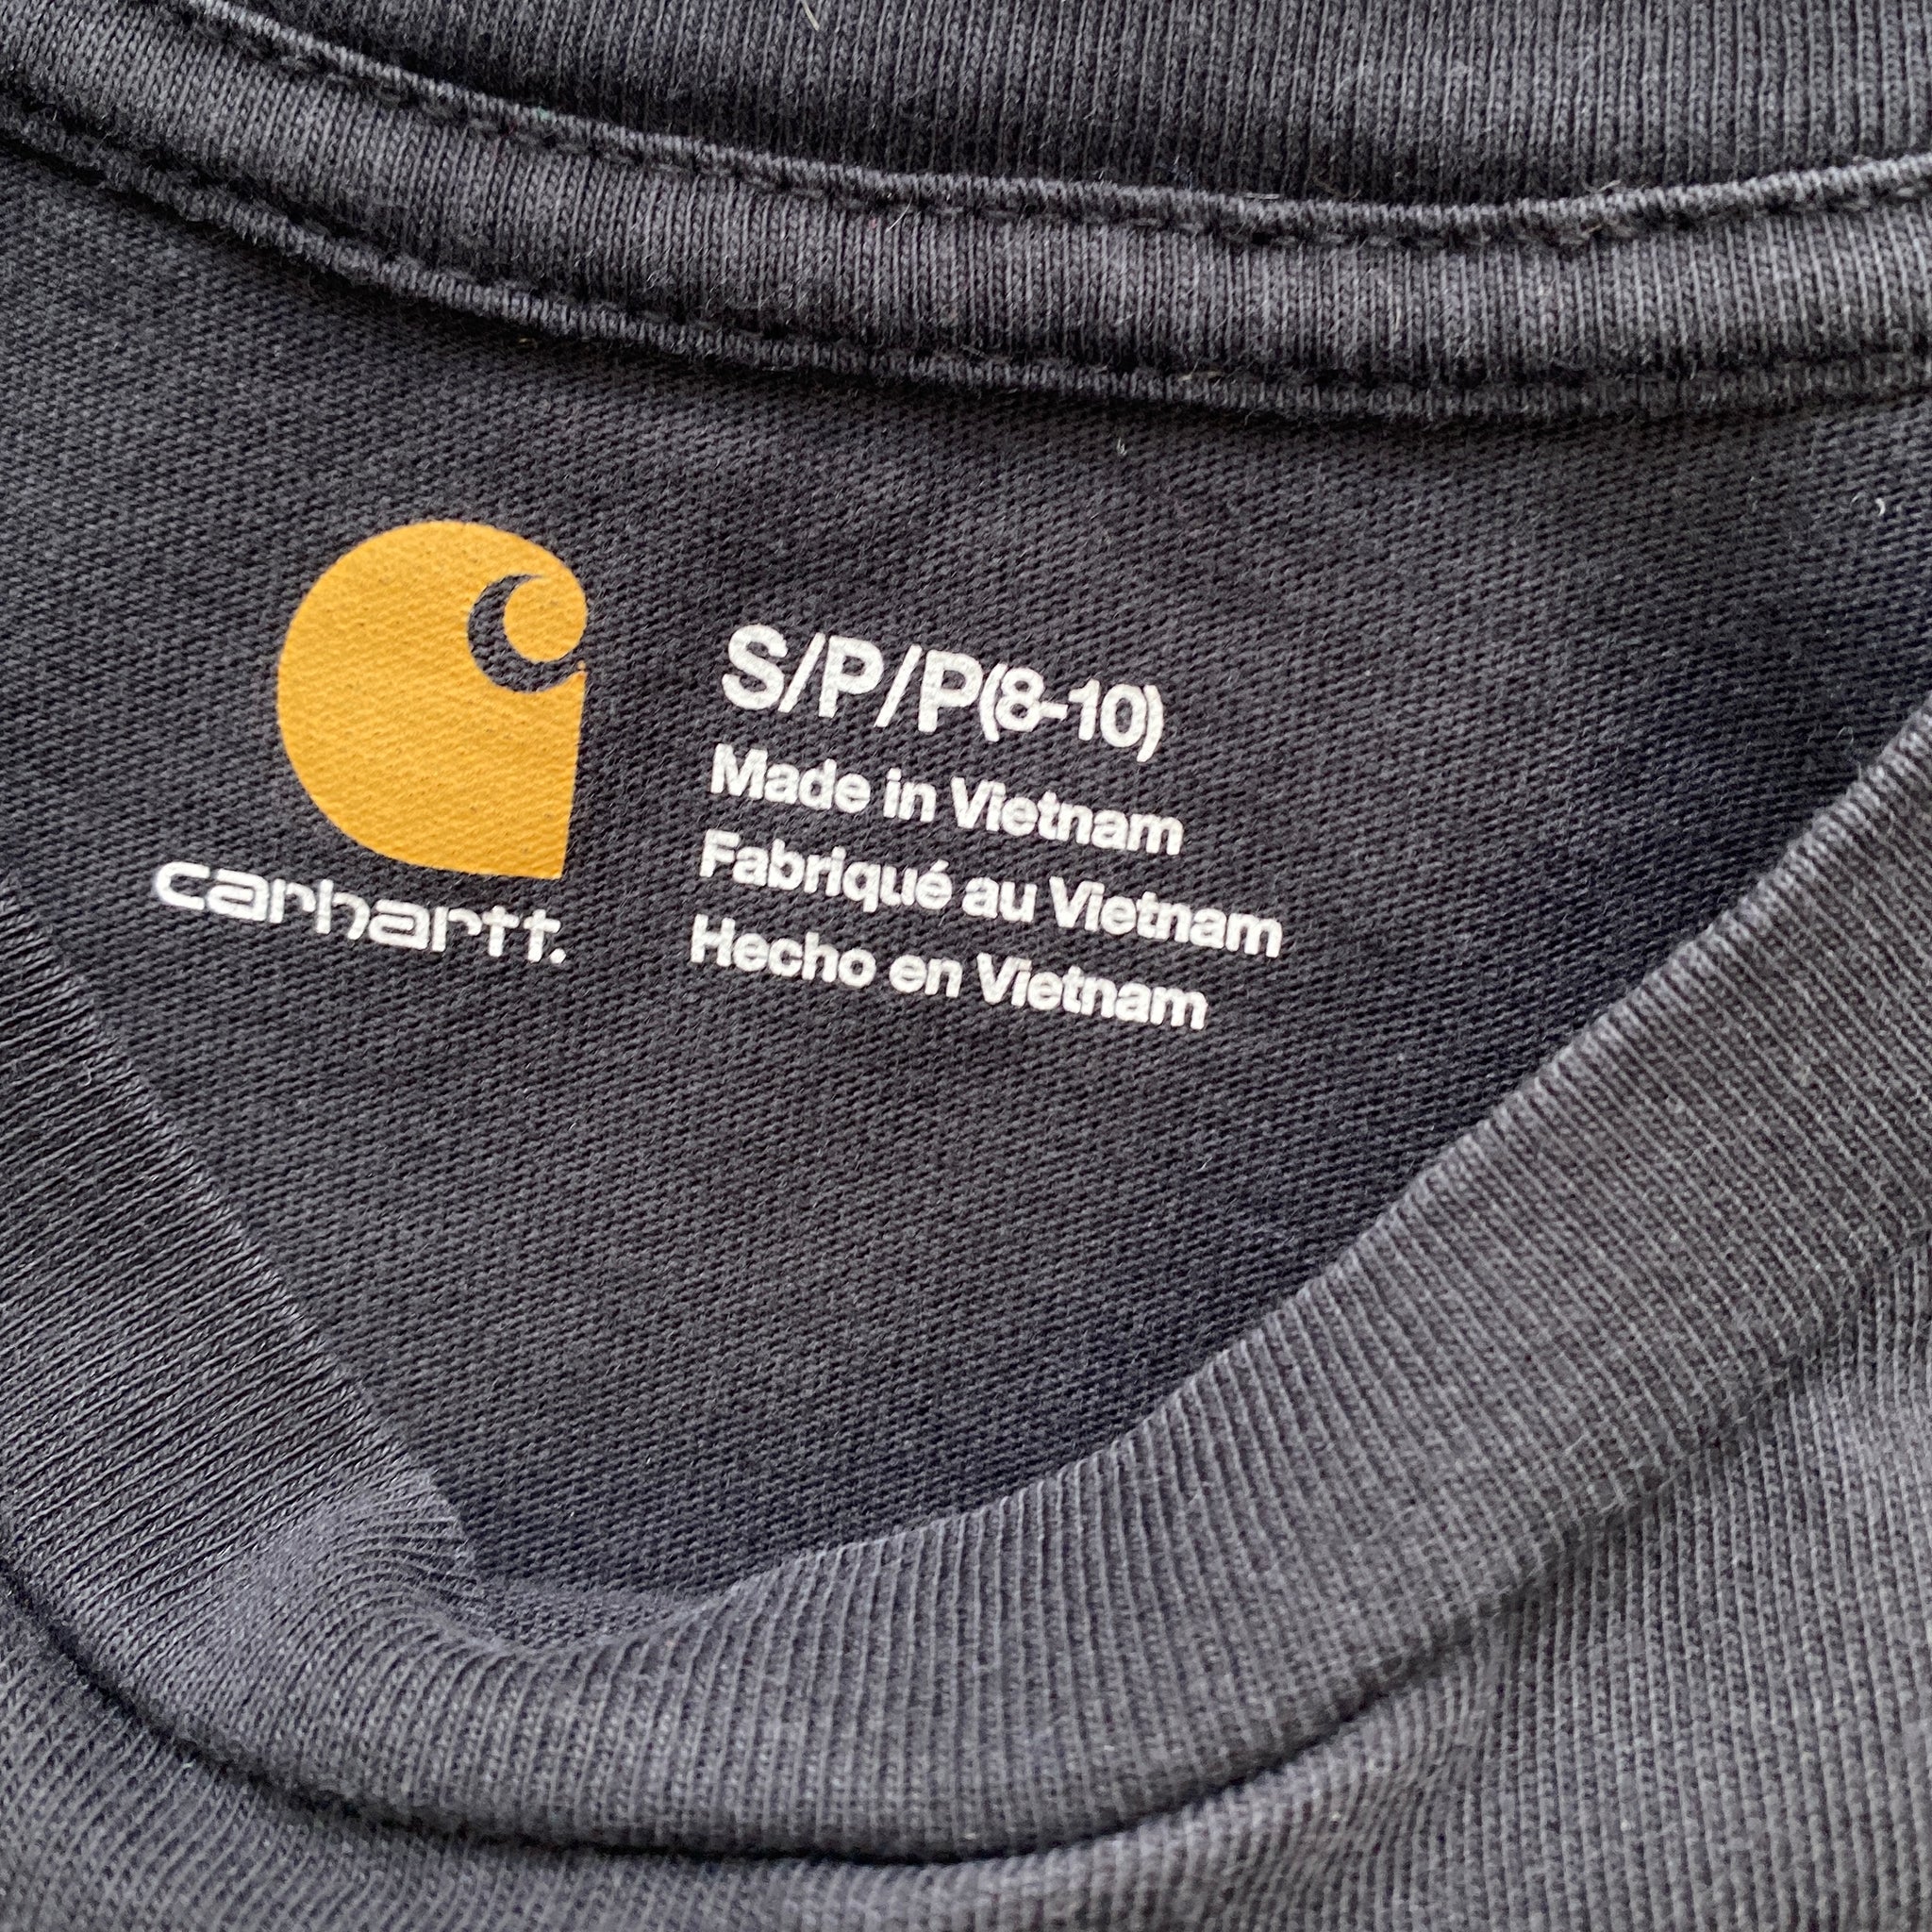 carhartt.
S/P/P(8-10)
Made in Vietnam
Fabriqué au Vietnam
Hecho en Vietnam